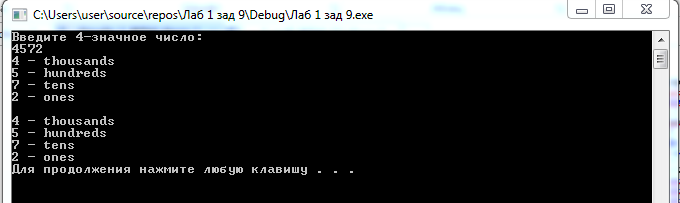 C:\Users\user\source\repos\Лаб 1 зад 9\Debug\Лаб 1 зад 9.exe
Введите 4-значное число:
4572
4 - thousands
5 - hundreds
7 - tens
2 - ones
4 - thousands
5 - hundreds
7 - tens
2 - ones
Для продолжения нажмите любую клавишу . . .